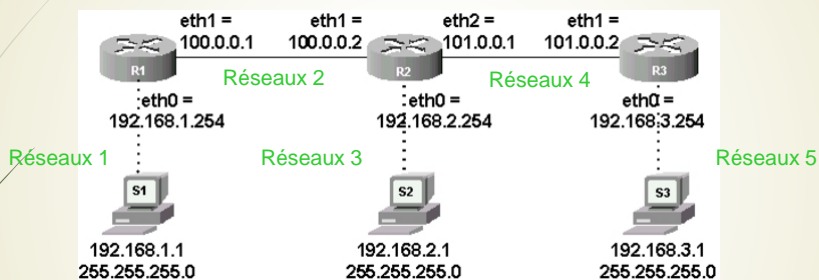 eth1 = eth1 = eth2 = eth1 =
100.0.0.1 100.0.0.2 101.0.0.1 101.0.0.2
R1 R2 R3
Réseaux 2 Réseaux 4
eth0 = eth0 = eth0 =
192.168.1.254 192.168.2.254 192.168.3.254
Réseaux 1 Réseaux 3 Réseaux 5
S1 S2 S3
192.168.1.1 192.168.2.1 192.168.3.1
255.255.255.0 255.255.255.0 255.255.255.0